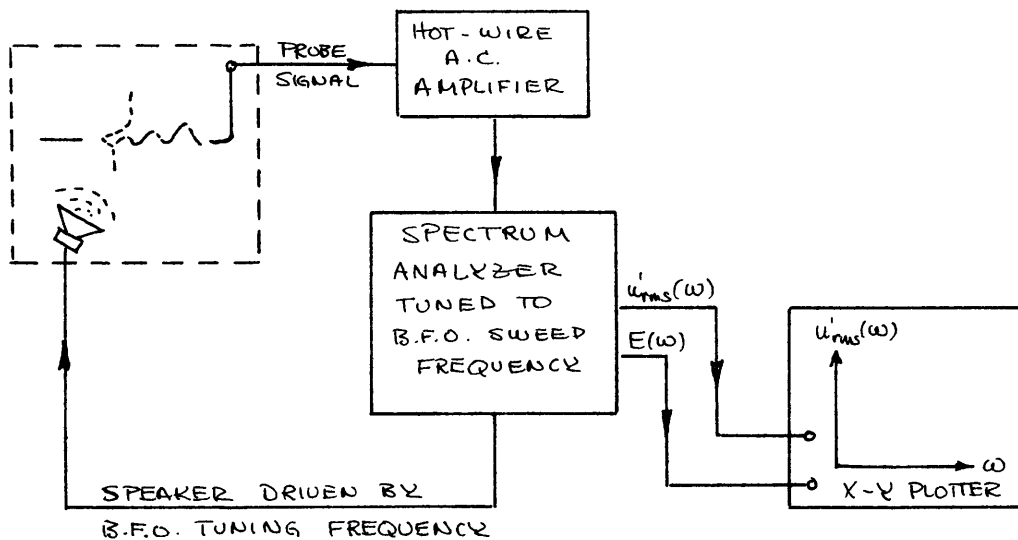 PROBE
SIGNAL
HOT-WIRE
A.C.
AMPLIFIER
SPECTRUM
ANALYZER
TUNED TO
B.F.O. SWEED
FREQUENCY
u'rms(ω)
E(ω)
u'rms(ω)
ω
X-Y PLOTTER
SPEAKER DRIVEN BY
B.F.O. TUNING FREQUENCY